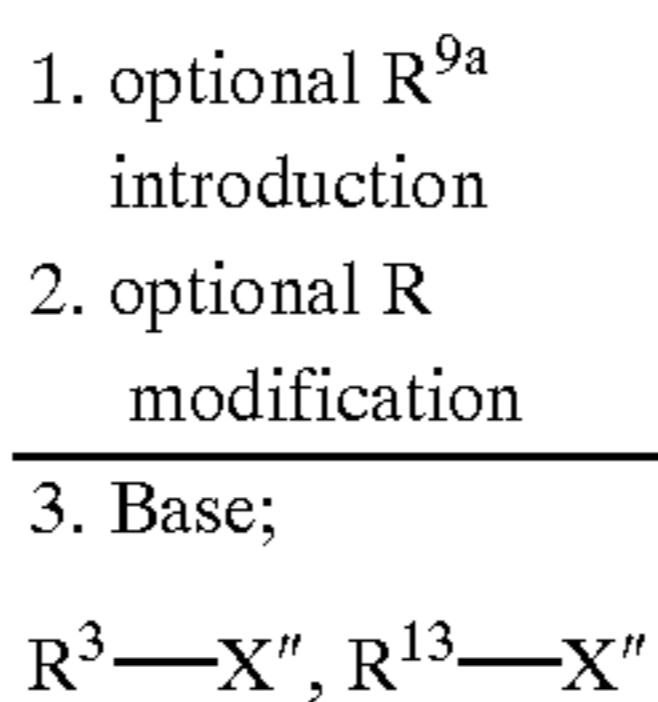 1. optional R⁹ᵃ
introduction
2. optional R
modification
3. Base;
R³—X″, R¹³—X″